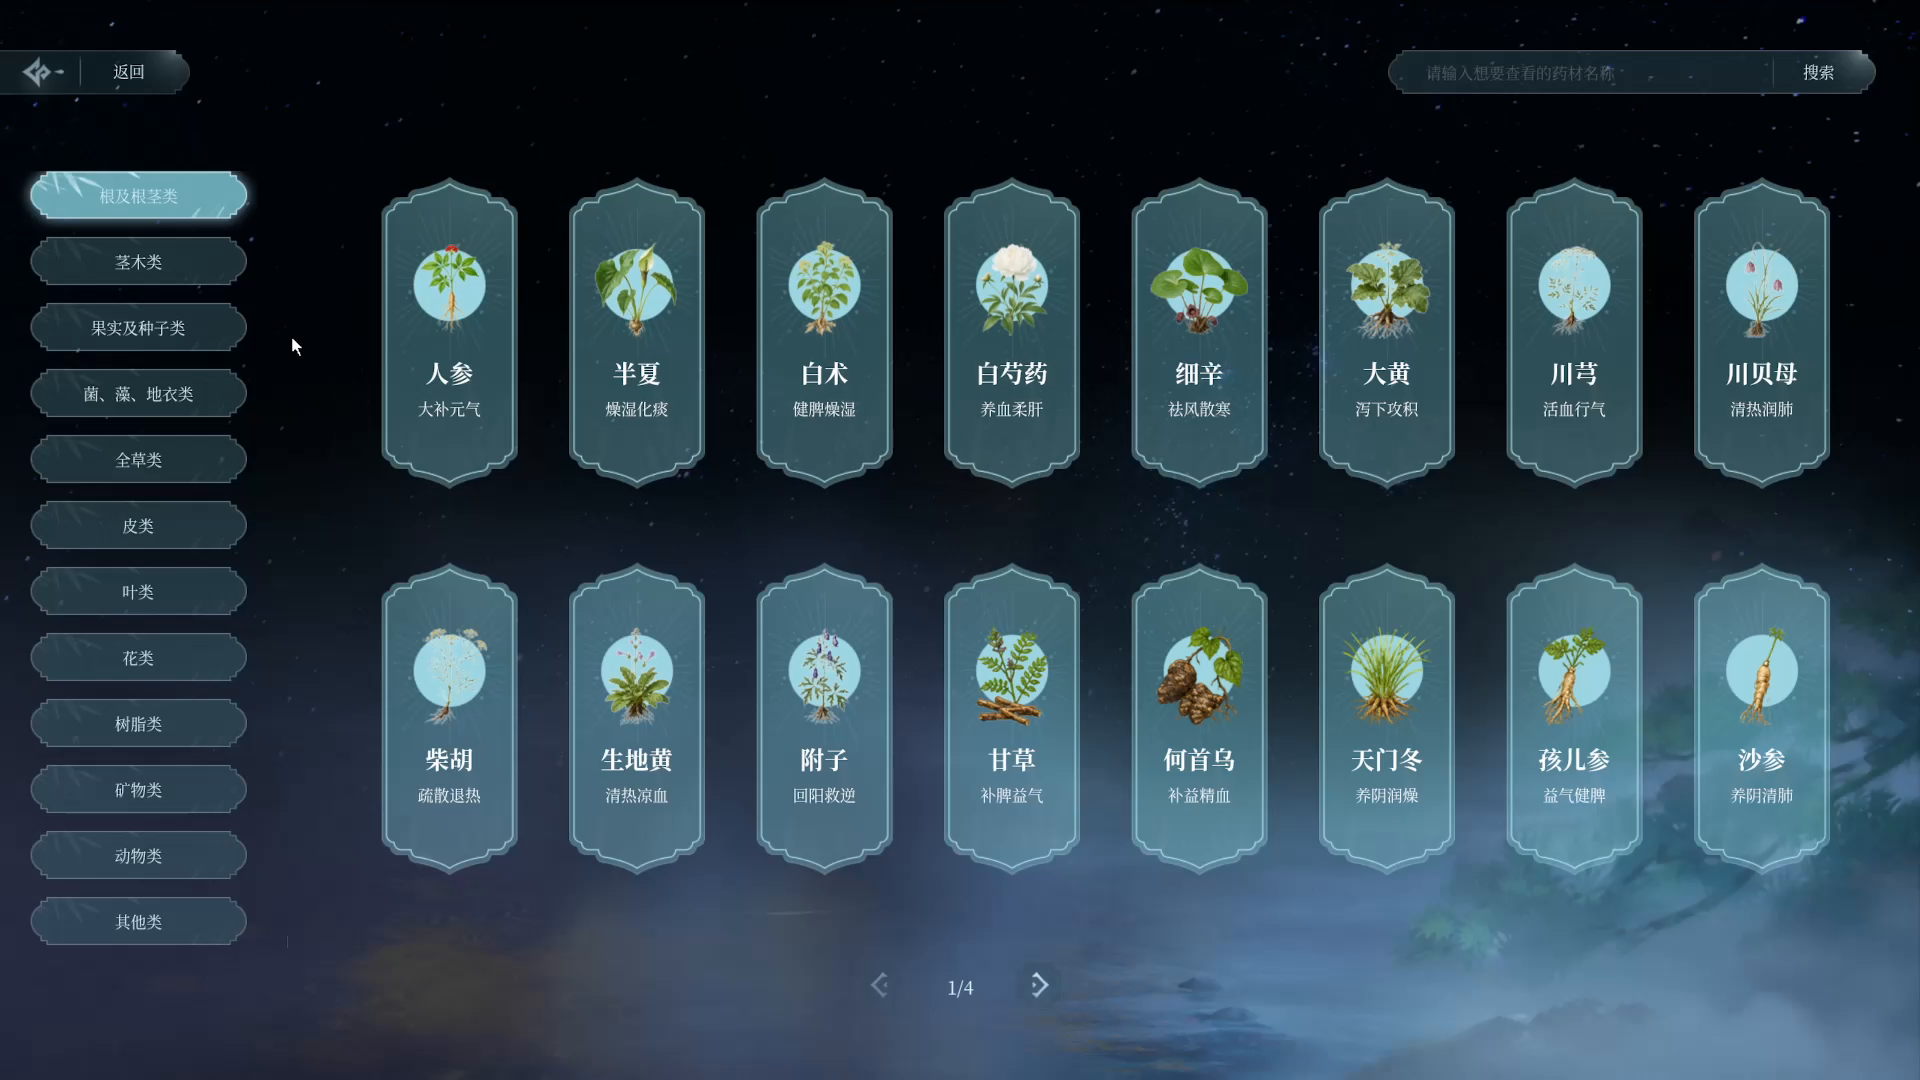 返回
请输入想要查看的药材名称
搜索
根及根茎类
茎木类
果实及种子类
菌、藻、地衣类
全草类
皮类
叶类
花类
树脂类
矿物类
动物类
其他类
人参
大补元气
半夏
燥湿化痰
白术
健脾燥湿
白芍药
养血柔肝
细辛
祛风散寒
大黄
泻下攻积
川芎
活血行气
川贝母
清热润肺
柴胡
疏散退热
生地黄
清热凉血
附子
回阳救逆
甘草
补脾益气
何首乌
补益精血
天门冬
养阴润燥
孩儿参
益气健脾
沙参
养阴清肺
1/4